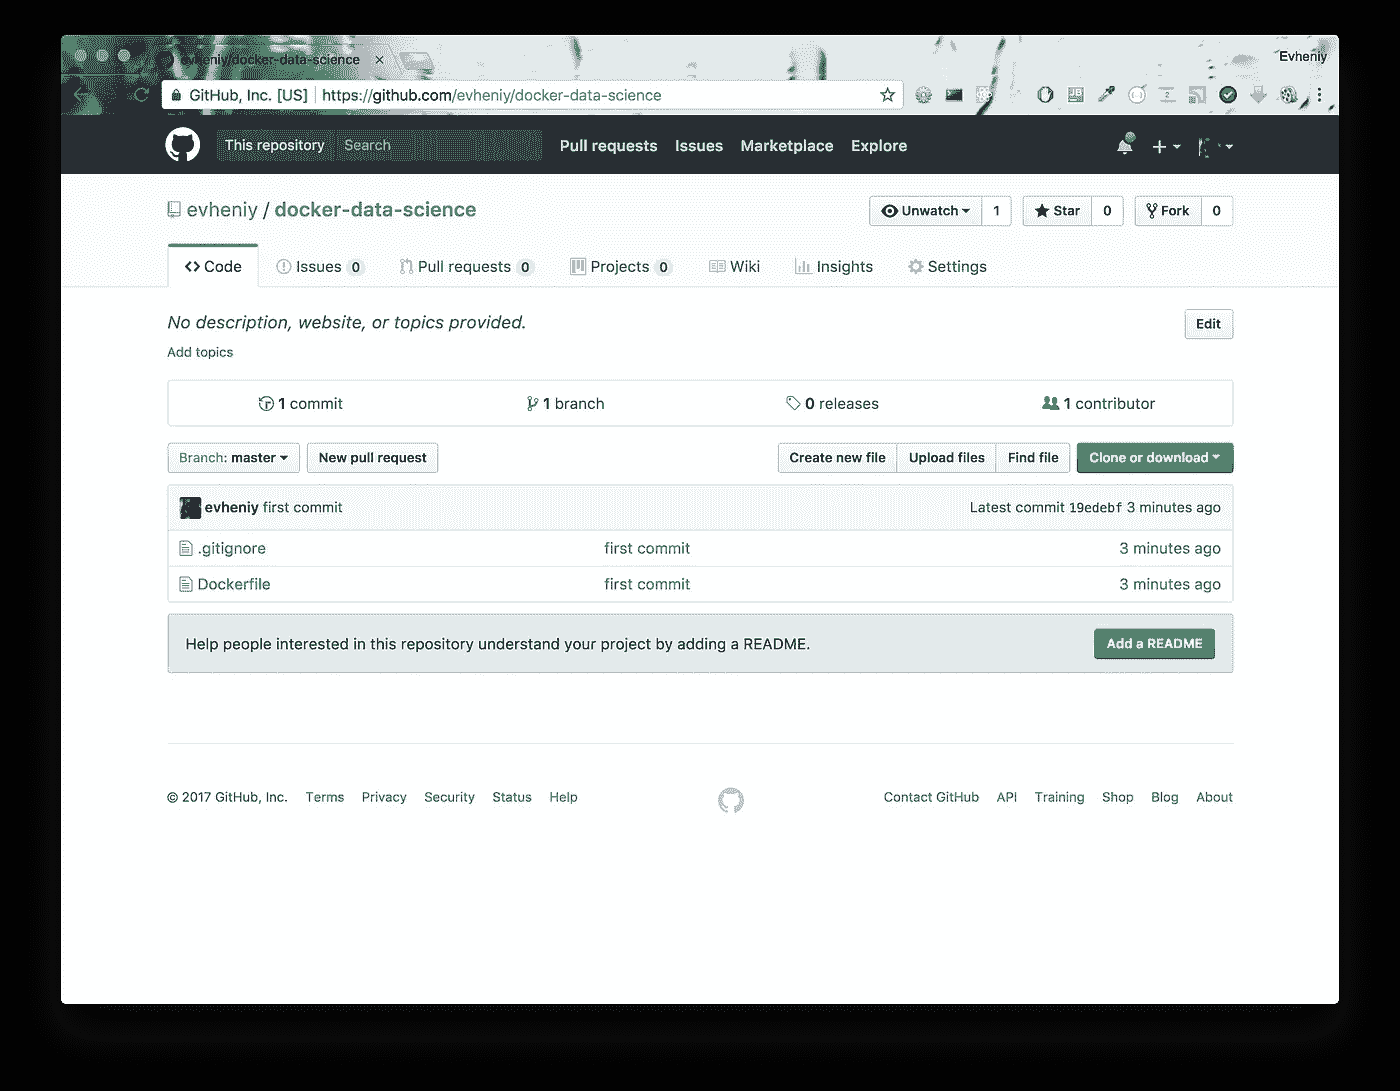 evheniy/docker-data-science
Evheniy
GitHub, Inc. [US] https://github.com/evheniy/docker-data-science
This repository Search Pull requests Issues Marketplace Explore
evheniy / docker-data-science Unwatch 1 Star 0 Fork 0
Code Issues 0 Pull requests 0 Projects 0 Wiki Insights Settings
No description, website, or topics provided. Edit
Add topics
1 commit 1 branch 0 releases 1 contributor
Branch: master New pull request Create new file Upload files Find file Clone or download
evheniy first commit Latest commit 19edebf 3 minutes ago
.gitignore first commit 3 minutes ago
Dockerfile first commit 3 minutes ago
Help people interested in this repository understand your project by adding a README. Add a README
© 2017 GitHub, Inc. Terms Privacy Security Status Help Contact GitHub API Training Shop Blog About